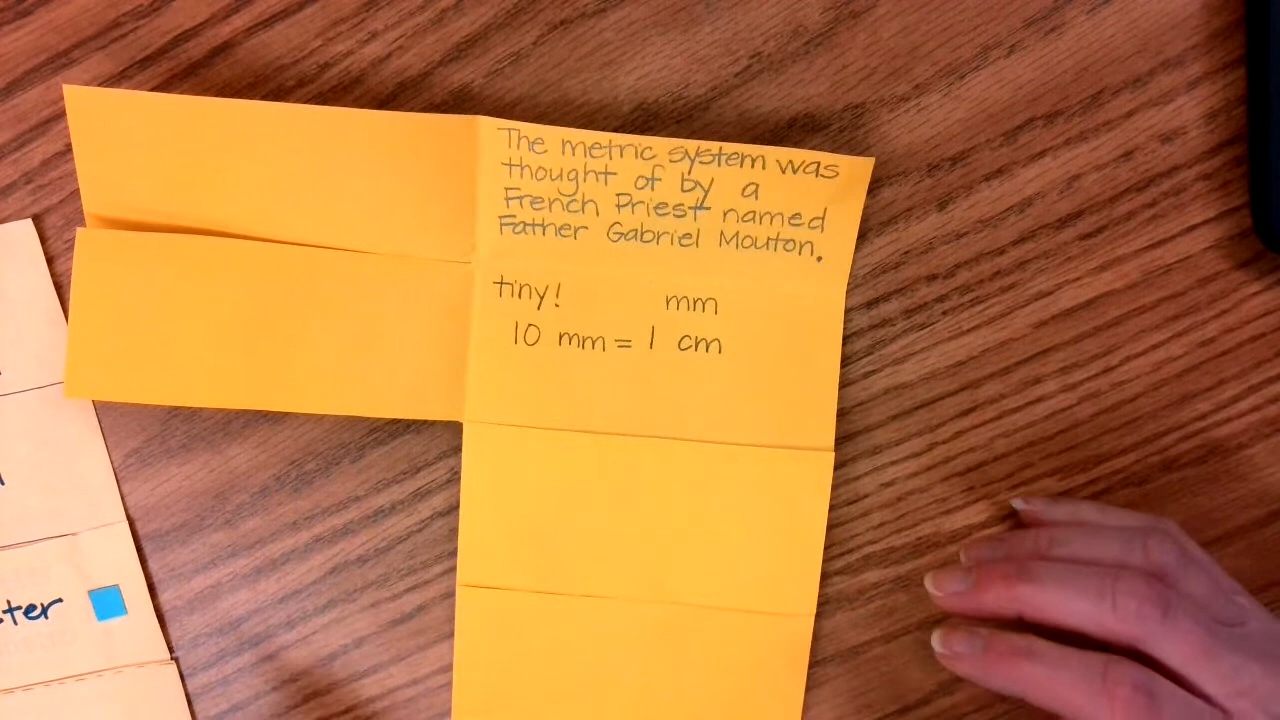 The metric system was
thought of by a
French Priest named
Father Gabriel Mouton.
tiny! mm
10 mm = 1 cm
ter